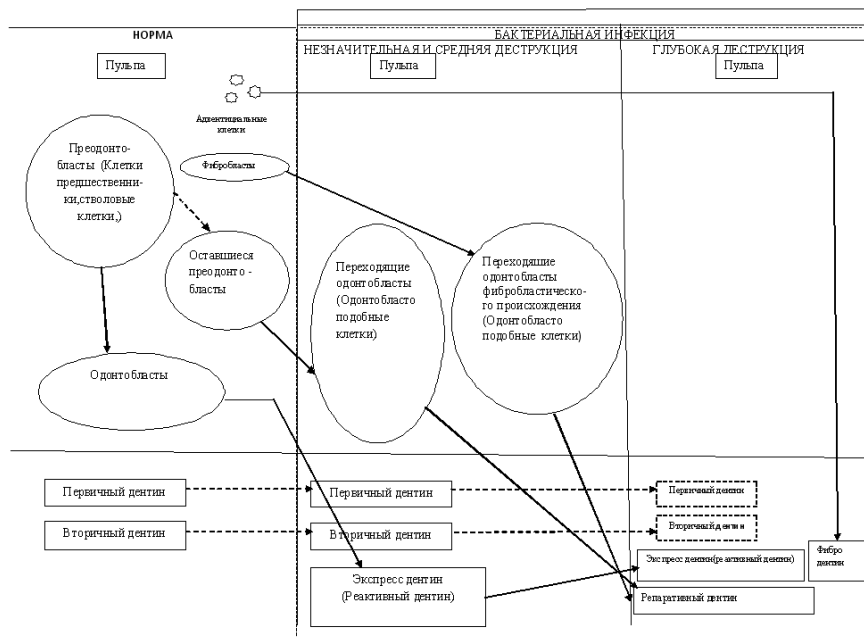 НОРМА
БАКТЕРИАЛЬНАЯ ИНФЕКЦИЯ
НЕЗНАЧИТЕЛЬНАЯ И СРЕДНЯЯ ДЕСТРУКЦИЯ
ГЛУБОКАЯ ДЕСТРУКЦИЯ
Пульпа
Пульпа
Пульпа
Адвентициальные
клетки
Преодонто-
бласты (Клетки
предшественни-
ки,стволовые
клетки,)
Фибробласты
Оставшиеся
преодонто -
бласты
Переходящие
одонтобласты
(Одонтобласто
подобные
клетки)
Переходящие
одонтобласты
фибробластическо-
го происхождения
(Одонтобласто
подобные клетки)
Одонтобласты
Первичный дентин
Первичный дентин
Первичный дентин
Вторичный дентин
Вторичный дентин
Вторичный дентин
Экспресс дентин
(Реактивный дентин)
Экспресс дентин(реактивный дентин)
Фибро
дентин
Репаративный дентин